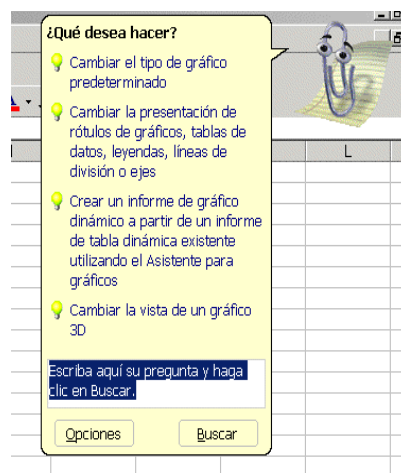 ¿Qué desea hacer?
Cambiar el tipo de gráfico
predeterminado
Cambiar la presentación de
rótulos de gráficos, tablas de
datos, leyendas, líneas de
división o ejes
Crear un informe de gráfico
dinámico a partir de un informe
de tabla dinámica existente
utilizando el Asistente para
gráficos
Cambiar la vista de un gráfico
3D
Escriba aquí su pregunta y haga
clic en Buscar.
Opciones Buscar
L